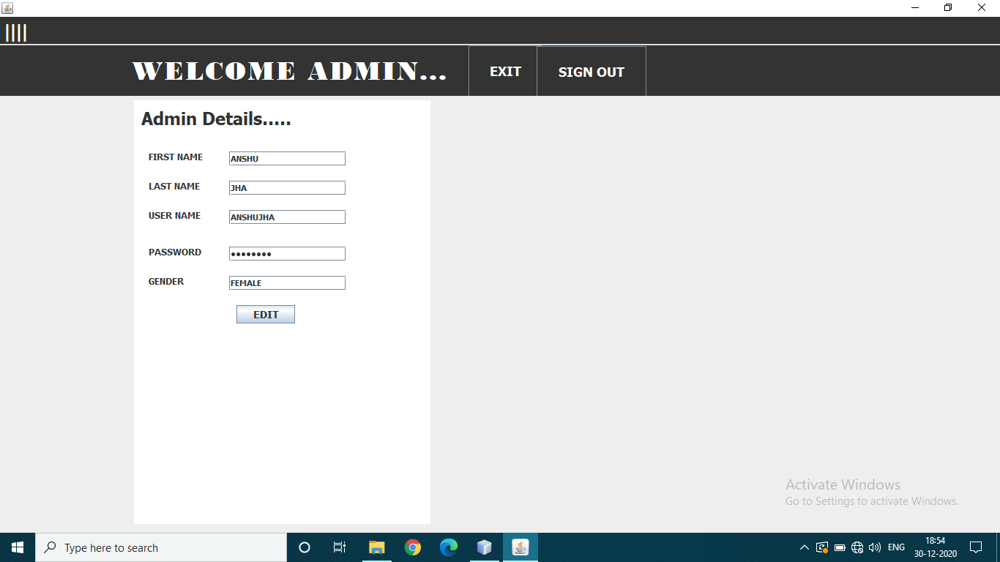 ||||
WELCOME ADMIN...
EXIT
SIGN OUT
Admin Details.....
FIRST NAME ANSHU
LAST NAME JHA
USER NAME ANSHUJHA
PASSWORD ••••••••
GENDER FEMALE
EDIT
Activate Windows
Go to Settings to activate Windows.
Type here to search
ENG
18:54
30-12-2020